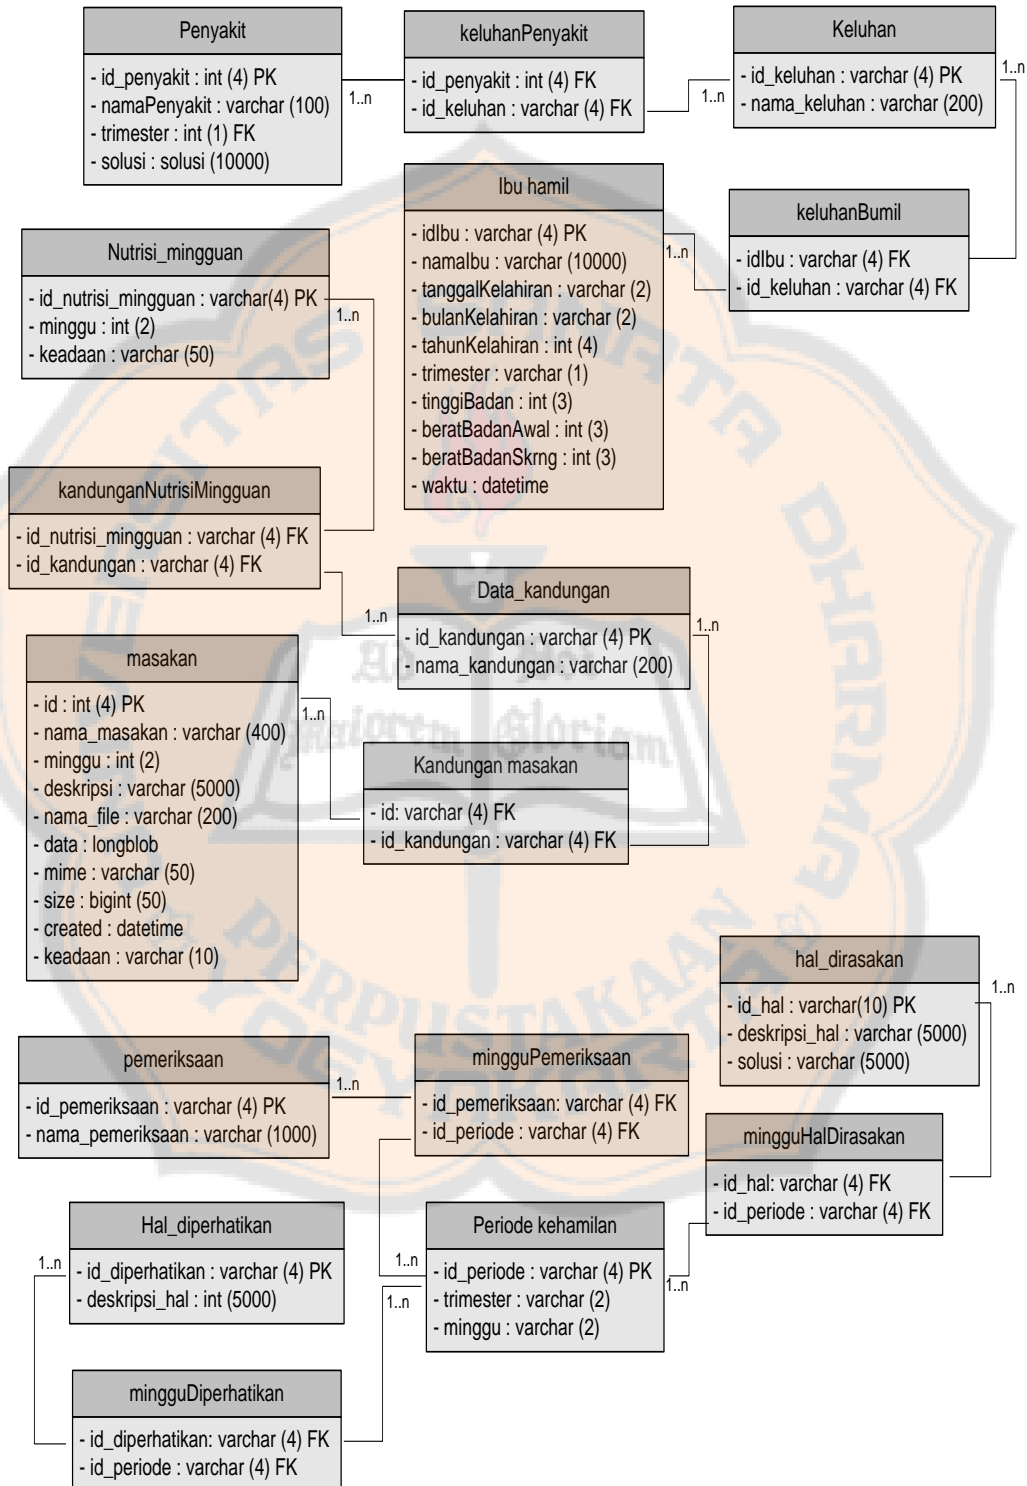 Penyakit
- id_penyakit : int (4) PK
- namaPenyakit : varchar (100)
- trimester : int (1) FK
- solusi : solusi (10000)
1..n
keluhanPenyakit
- id_penyakit : int (4) FK
- id_keluhan : varchar (4) FK
1..n
Keluhan
- id_keluhan : varchar (4) PK
- nama_keluhan : varchar (200)
1..n
Ibu hamil
- idIbu : varchar (4) PK
- namaIbu : varchar (10000)
- tanggalKelahiran : varchar (2)
- bulanKelahiran : varchar (2)
- tahunKelahiran : int (4)
- trimester : varchar (1)
- tinggiBadan : int (3)
- beratBadanAwal : int (3)
- beratBadanSkrng : int (3)
- waktu : datetime
1..n
keluhanBumil
- idIbu : varchar (4) FK
- id_keluhan : varchar (4) FK
Nutrisi_mingguan
- id_nutrisi_mingguan : varchar(4) PK
- minggu : int (2)
- keadaan : varchar (50)
1..n
kandunganNutrisiMingguan
- id_nutrisi_mingguan : varchar (4) FK
- id_kandungan : varchar (4) FK
1..n
Data_kandungan
- id_kandungan : varchar (4) PK
- nama_kandungan : varchar (200)
1..n
masakan
- id : int (4) PK
- nama_masakan : varchar (400)
- minggu : int (2)
- deskripsi : varchar (5000)
- nama_file : varchar (200)
- data : longblob
- mime : varchar (50)
- size : bigint (50)
- created : datetime
- keadaan : varchar (10)
1..n
Kandungan masakan
- id: varchar (4) FK
- id_kandungan : varchar (4) FK
hal_dirasakan
- id_hal : varchar(10) PK
- deskripsi_hal : varchar (5000)
- solusi : varchar (5000)
1..n
pemeriksaan
- id_pemeriksaan : varchar (4) PK
- nama_pemeriksaan : varchar (1000)
1..n
mingguPemeriksaan
- id_pemeriksaan: varchar (4) FK
- id_periode : varchar (4) FK
mingguHalDirasakan
- id_hal: varchar (4) FK
- id_periode : varchar (4) FK
Hal_diperhatikan
- id_diperhatikan : varchar (4) PK
- deskripsi_hal : int (5000)
1..n
Periode kehamilan
- id_periode : varchar (4) PK
- trimester : varchar (2)
- minggu : varchar (2)
1..n
1..n
1..n
mingguDiperhatikan
- id_diperhatikan: varchar (4) FK
- id_periode : varchar (4) FK
UNIVERSITAS SANATA DHARMA
PERPUSTAKAAN
YOGYAKARTA
Ad Dei
Maiorem Gloriam